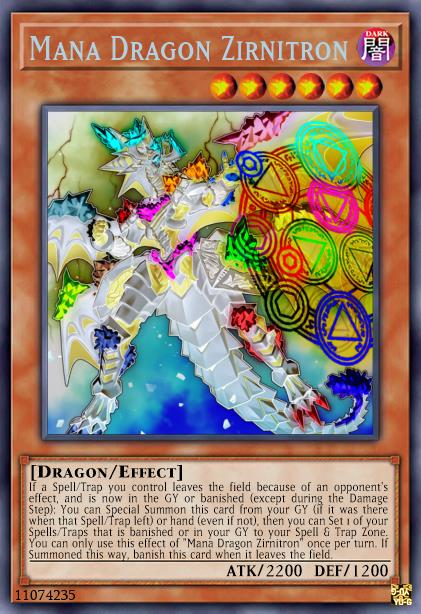 MANA DRAGON ZIRNITRON
DARK
闇
[DRAGON/EFFECT]
If a Spell/Trap you control leaves the field because of an opponent's
effect, and is now in the GY or banished (except during the Damage
Step): You can Special Summon this card from your GY (if it was there
when that Spell/Trap left) or hand (even if not), then you can Set 1 of your
Spells/Traps that is banished or in your GY to your Spell & Trap Zone.
You can only use this effect of "Mana Dragon Zirnitron" once per turn. If
Summoned this way, banish this card when it leaves the field.
ATK/2200 DEF/1200
11074235